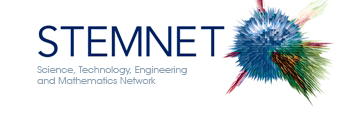 STEMNET
Science, Technology, Engineering
and Mathematics Network